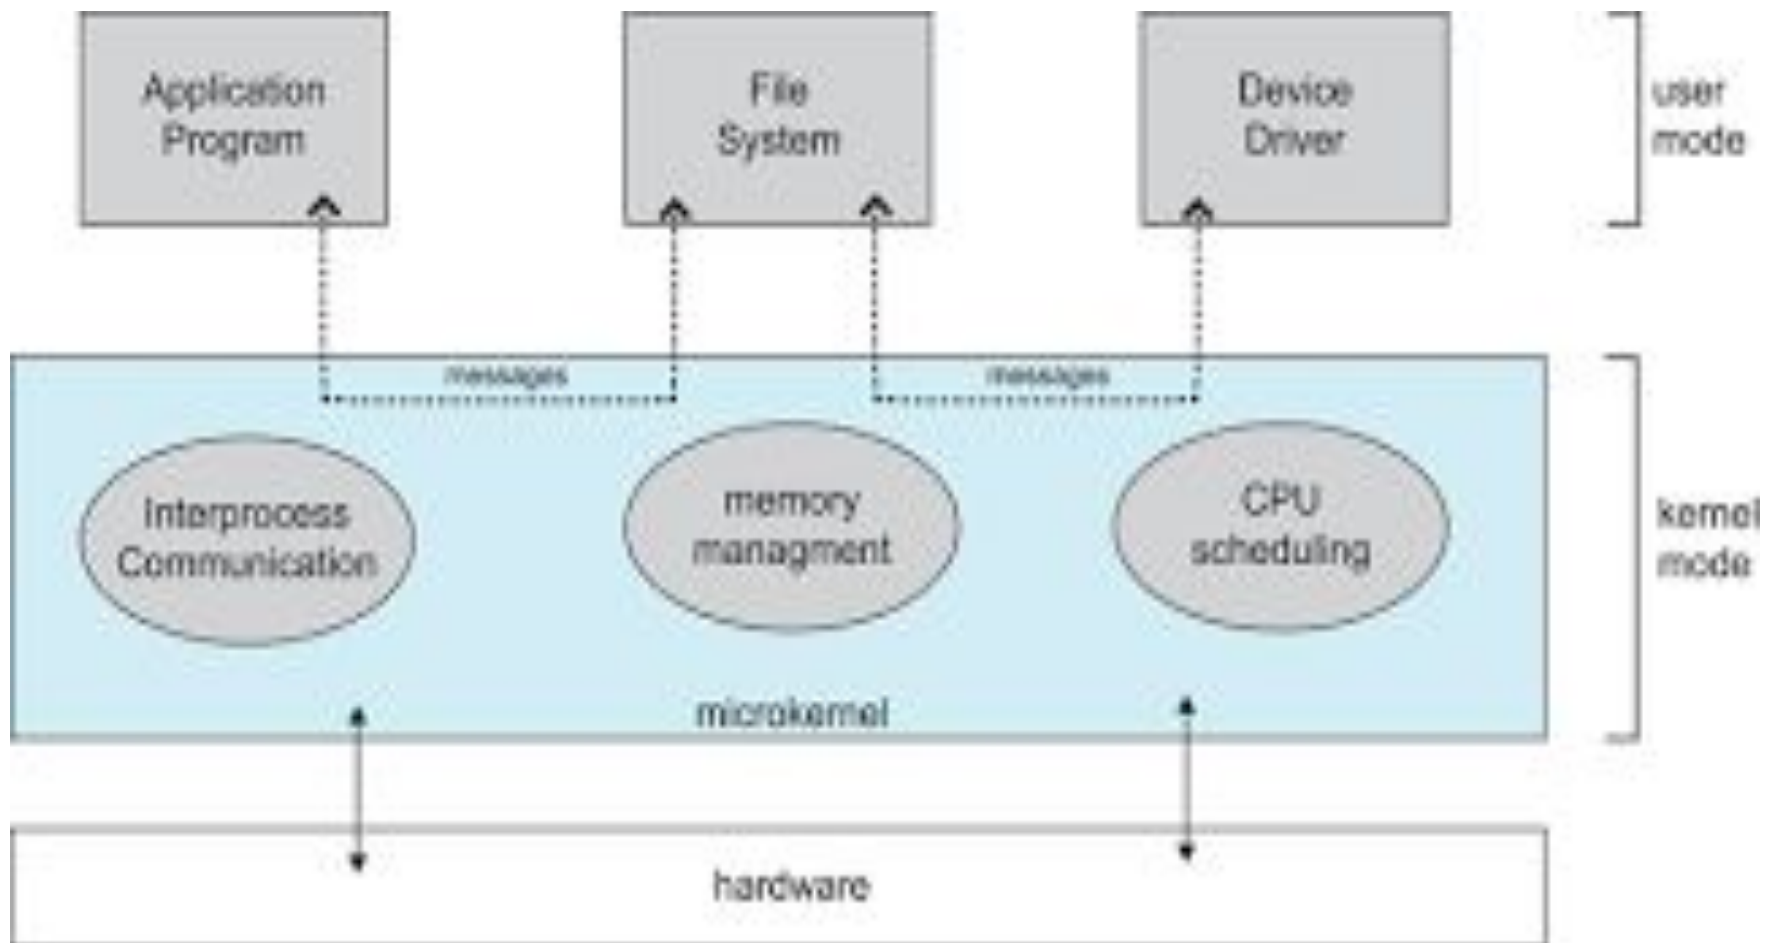 Application
Program
File
System
Device
Driver
user
mode
messages
messages
Interprocess
Communication
memory
managment
CPU
scheduling
kernel
mode
microkernel
hardware